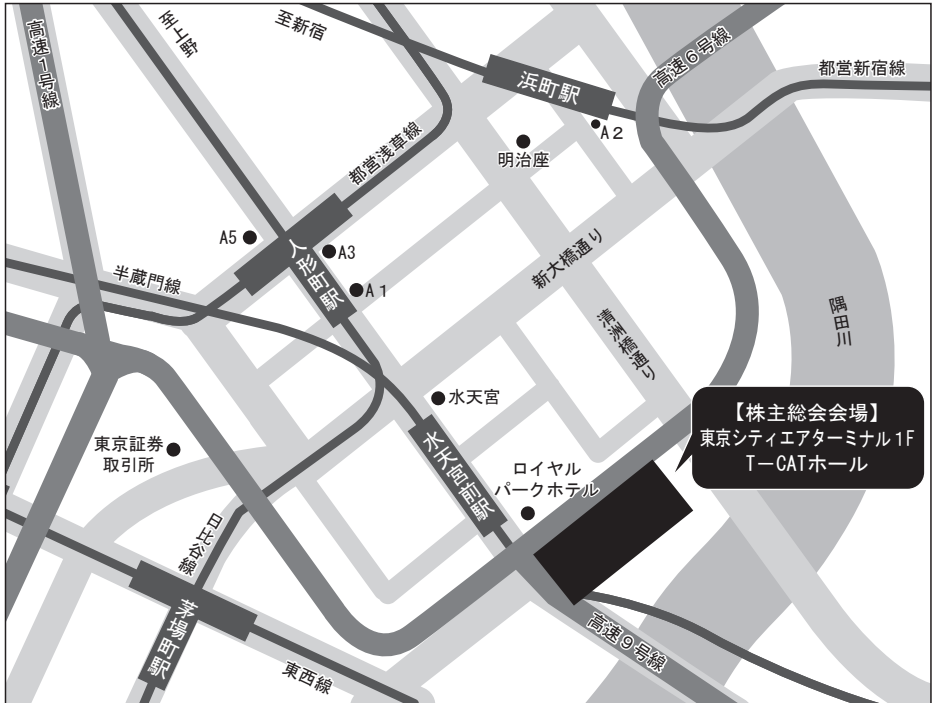 高速1号線
至上野
至新宿
浜町駅
高速6号線
都営新宿線
A2
明治座
都営浅草線
A5
A3
人形町駅
A1
半蔵門線
新大橋通り
清洲橋通り
隅田川
水天宮
【株主総会会場】
東京シティエアターミナル1F
T－CATホール
東京証券
取引所
水天宮前駅
ロイヤル
パークホテル
日比谷線
茅場町駅
東西線
高速9号線